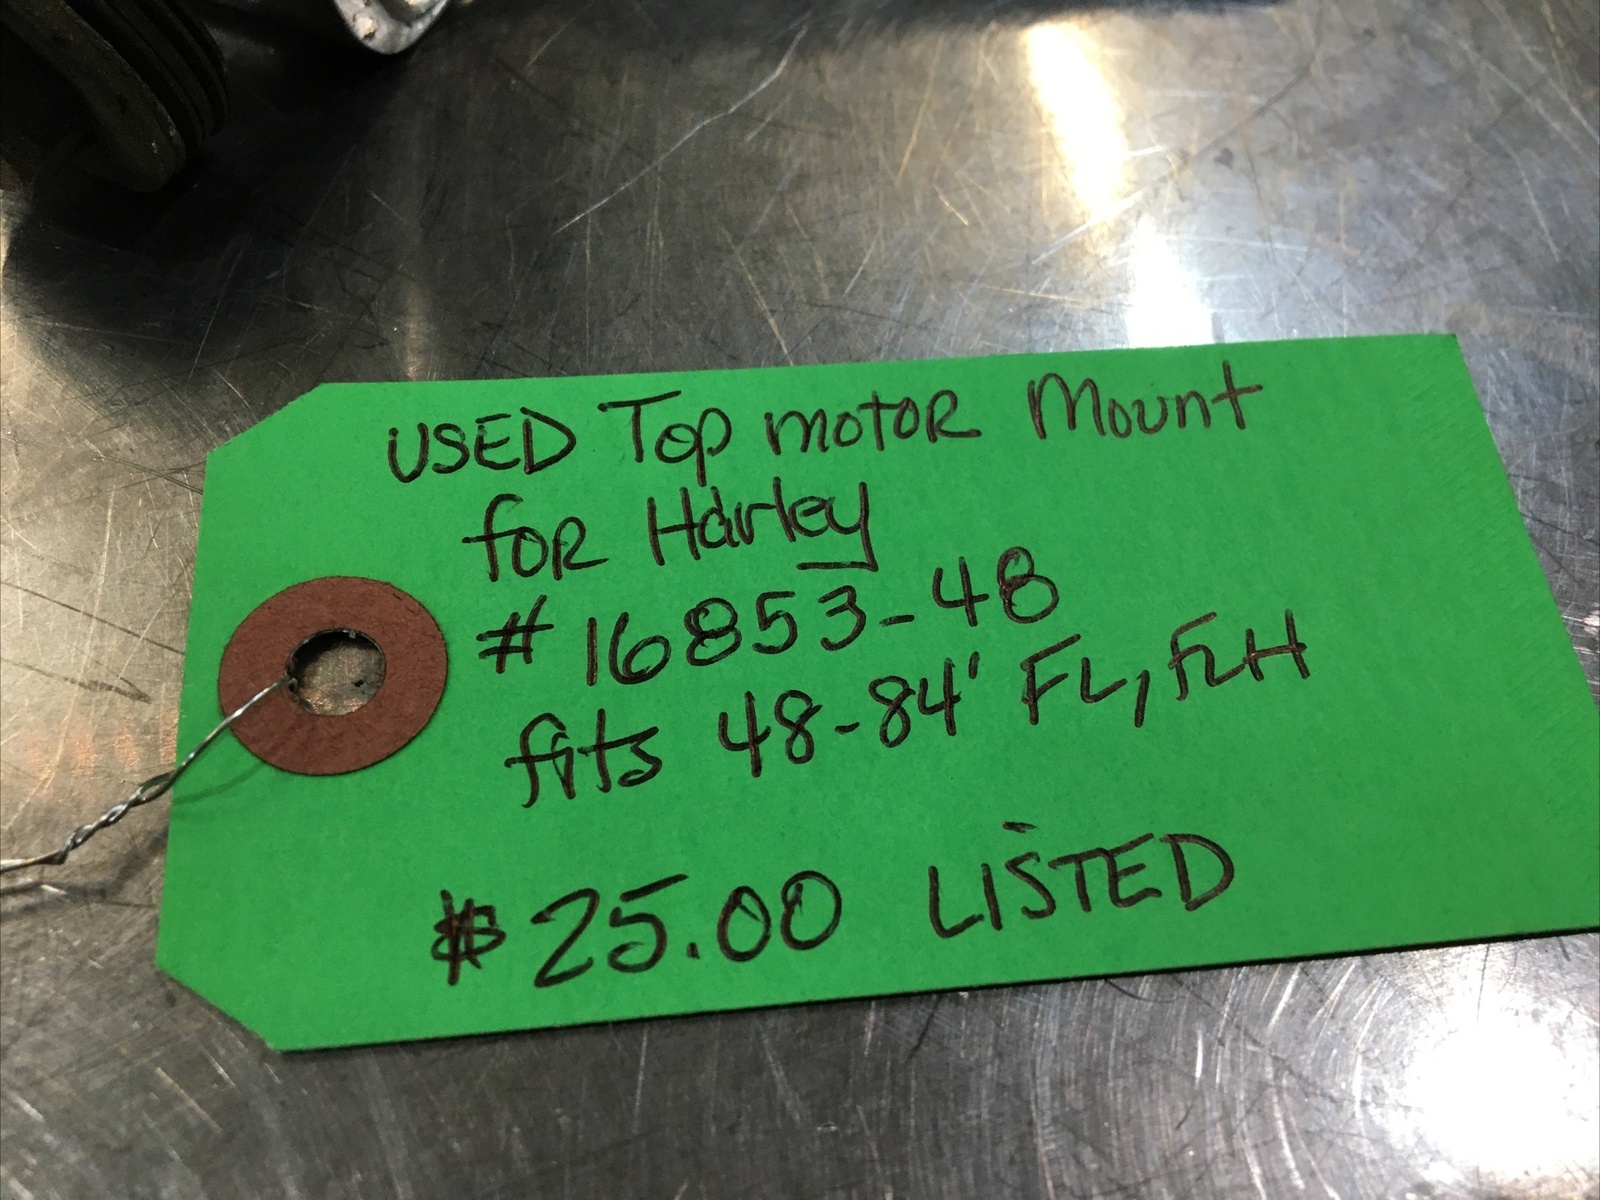 USED Top motoR Mount
foR Harley
# 16853-48
fits 48-84' FL, FLH
$25.00 LISTED